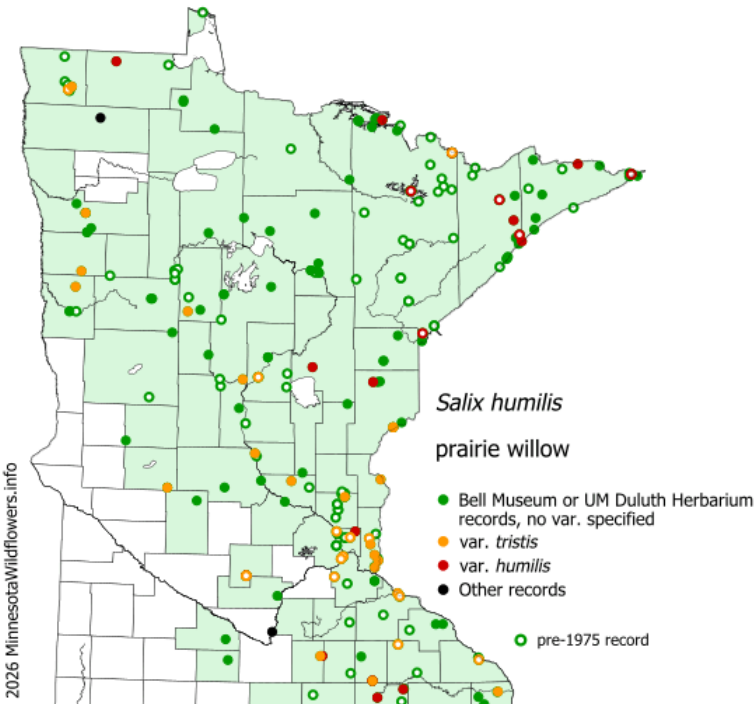 Salix humilis
prairie willow
Bell Museum or UM Duluth Herbarium
records, no var. specified
var. tristis
var. humilis
Other records
pre-1975 record
2026 MinnesotaWildflowers.info